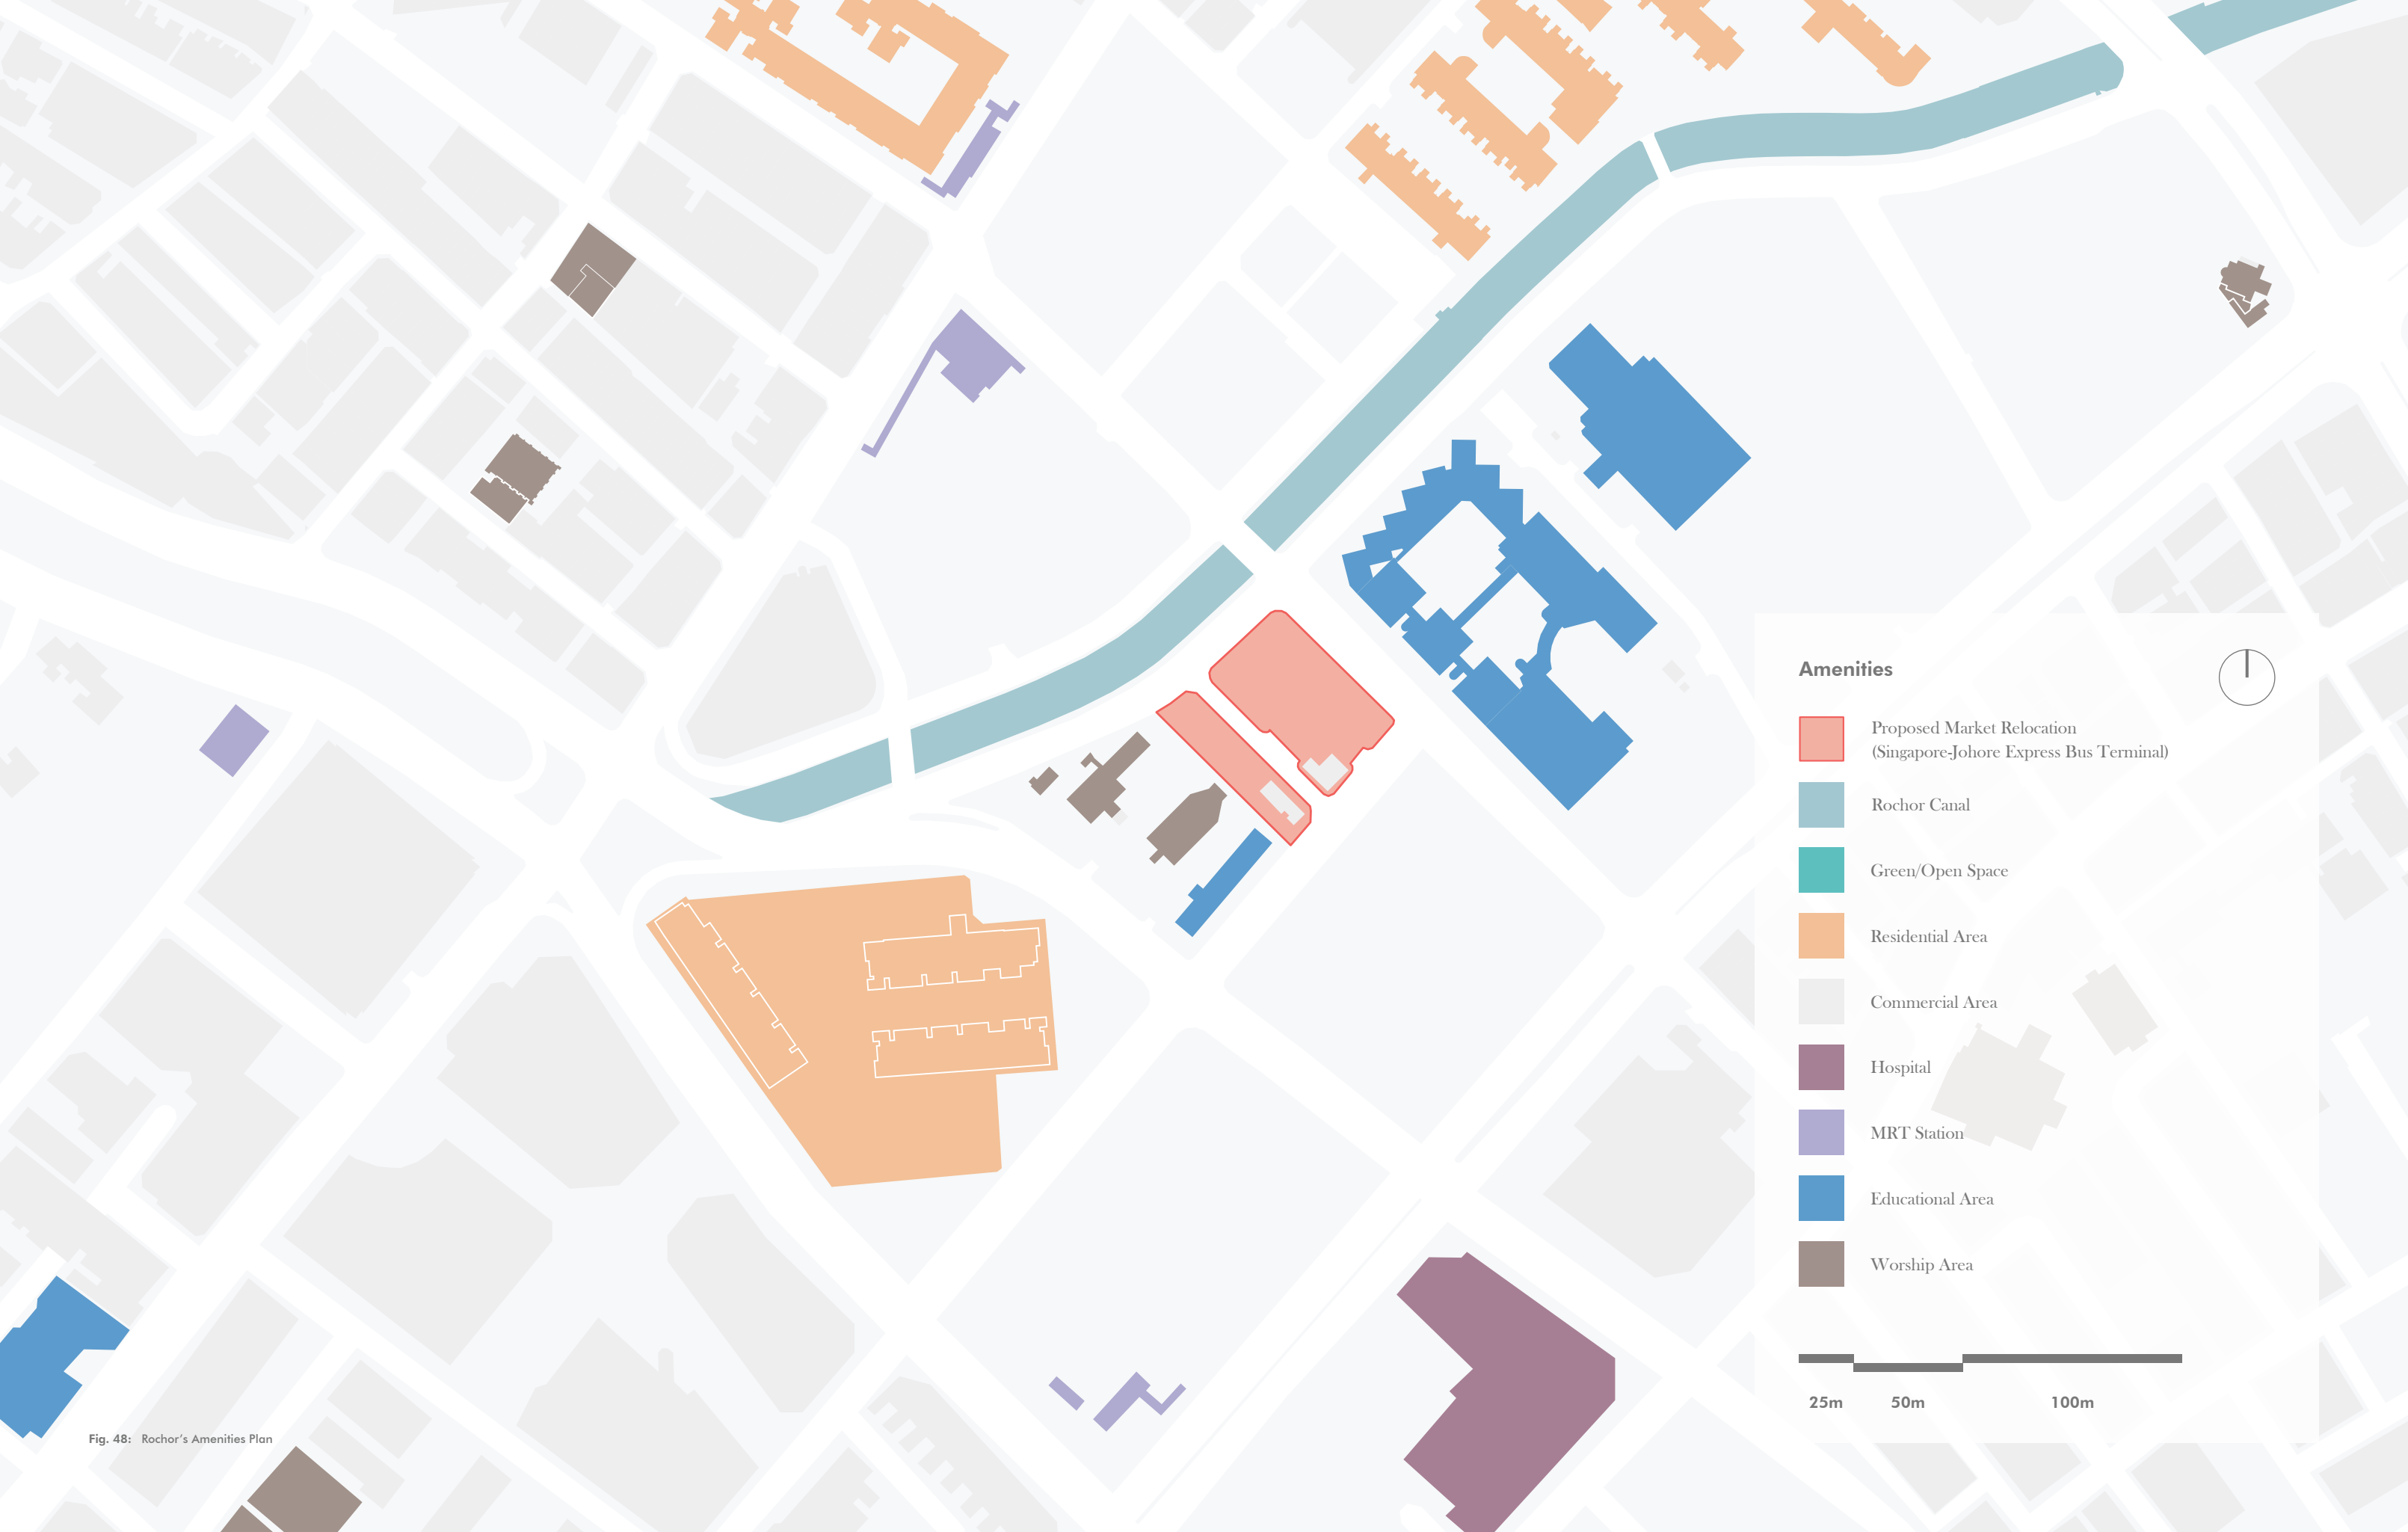 Amenities
Proposed Market Relocation
(Singapore-Johore Express Bus Terminal)
Rochor Canal
Green/Open Space
Residential Area
Commercial Area
Hospital
MRT Station
Educational Area
Worship Area
25m 50m 100m
Fig. 48: Rochor’s Amenities Plan